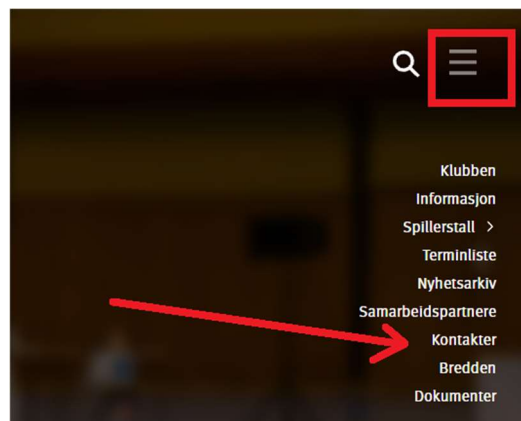 Klubben
Informasjon
Spillerstall >
Terminliste
Nyhetsarkiv
Samarbeidspartnere
Kontakter
Bredden
Dokumenter